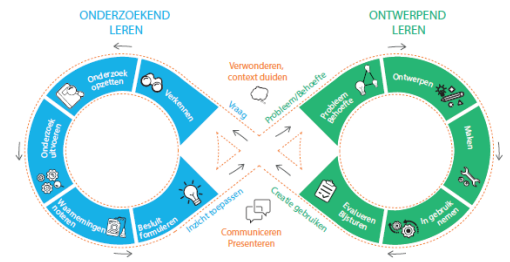 ONDERZOEKEND
LEREN
ONTWERPEND
LEREN
Verwonderen,
context duiden
Vraag
Probleem/Behoefte
Verkennen
Onderzoek
opzetten
Onderzoek
uitvoeren
Waarnemingen
noteren
Besluit
formuleren
Inzicht toepassen
Probleem
Behoefte
Ontwerpen
Maken
In gebruik
nemen
Evalueren
Bijsturen
Creatie gebruiken
Communiceren
Presenteren